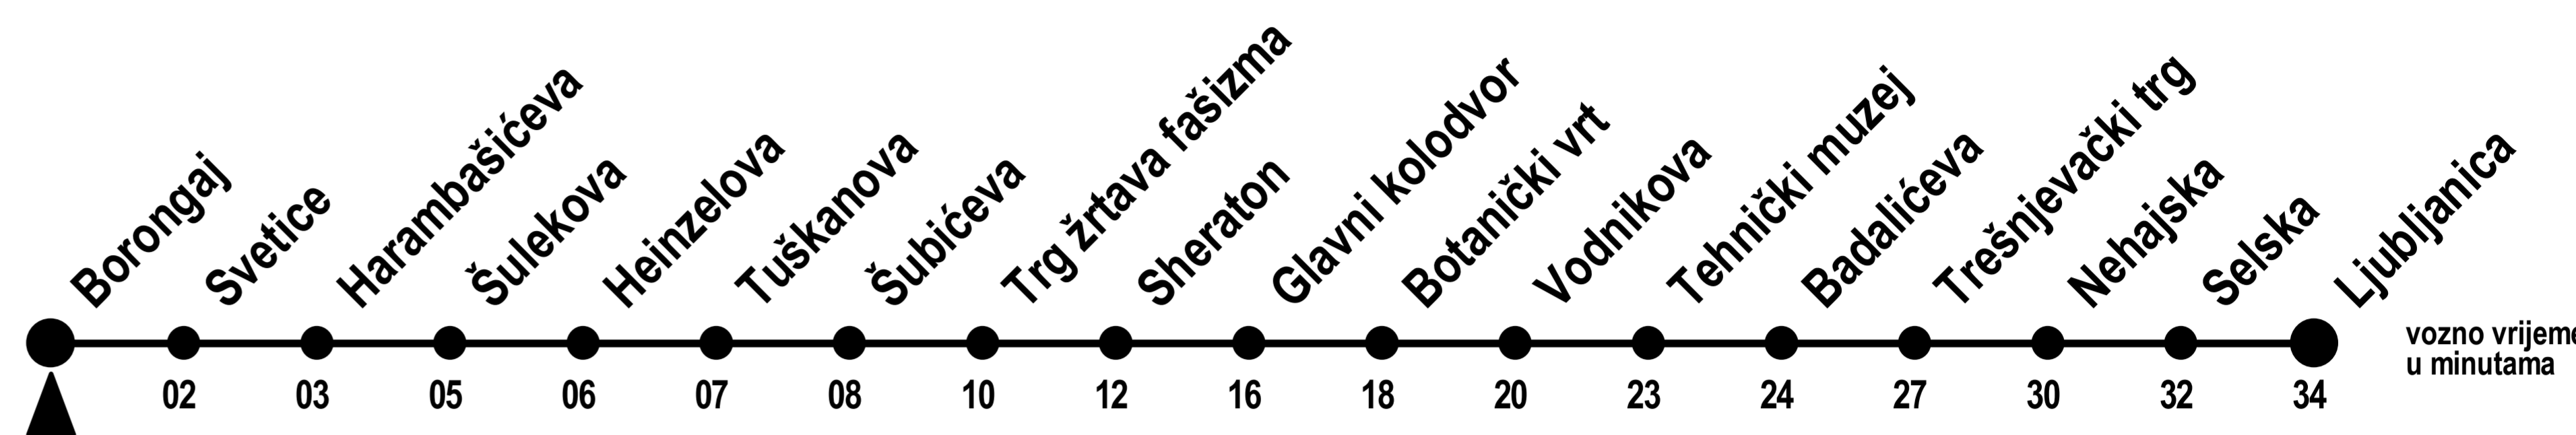 Borongaj
Svetice
Harambašićeva
Šulekova
Heinzelova
Tuškanova
Šubićeva
Trg žrtava fašizma
Sheraton
Glavni kolodvor
Botanički vrt
Vodnikova
Tehnički muzej
Badalićeva
Trešnjevački trg
Nehajska
Selska
Ljubljanica
02 03 05 06 07 08 10 12 16 18 20 23 24 27 30 32 34
vozno vrijeme
u minutama